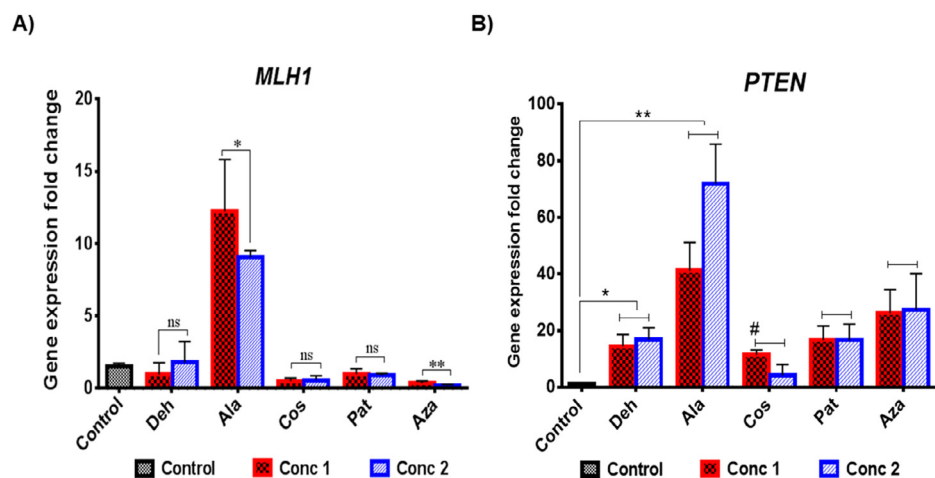 A)
MLH1
Gene expression fold change
20
15
10
5
0
*
ns
ns
ns
**
Control
Deh
Ala
Cos
Pat
Aza
Control Conc 1 Conc 2
B)
PTEN
Gene expression fold change
100
80
60
40
20
0
**
*
#
Control
Deh
Ala
Cos
Pat
Aza
Control Conc 1 Conc 2